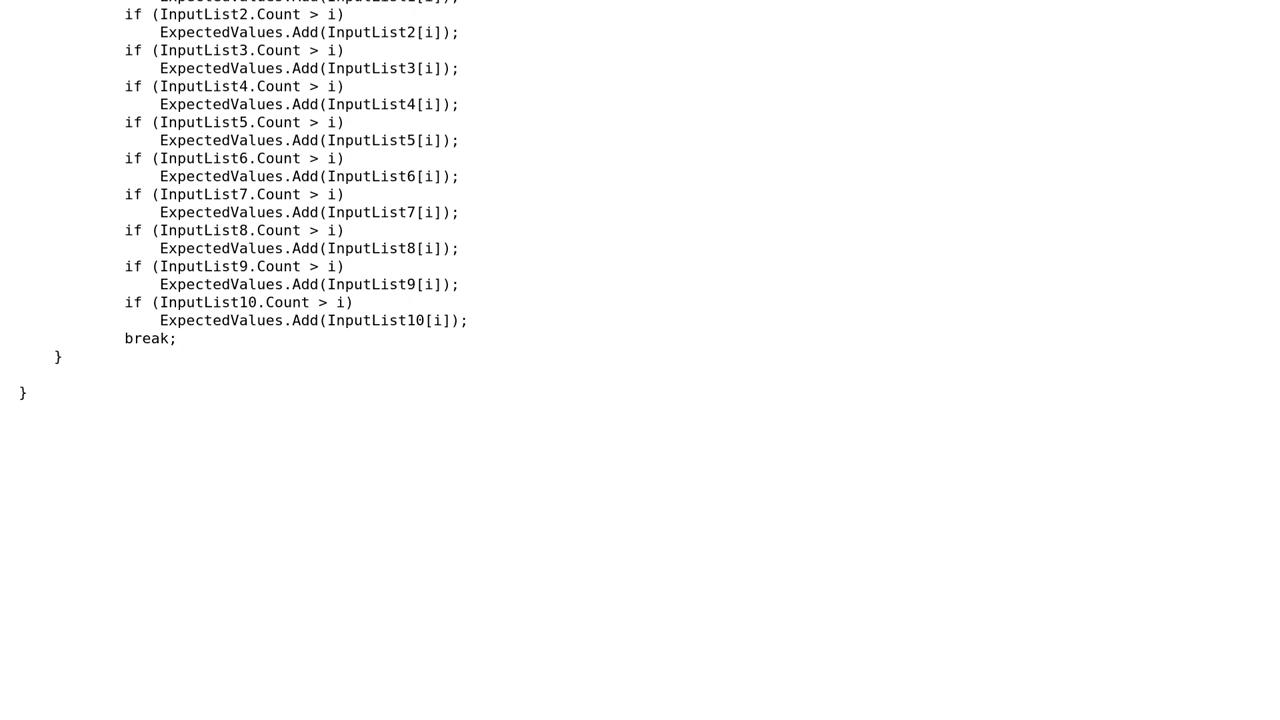 if (InputList2.Count > i)
ExpectedValues.Add(InputList2[i]);
if (InputList3.Count > i)
ExpectedValues.Add(InputList3[i]);
if (InputList4.Count > i)
ExpectedValues.Add(InputList4[i]);
if (InputList5.Count > i)
ExpectedValues.Add(InputList5[i]);
if (InputList6.Count > i)
ExpectedValues.Add(InputList6[i]);
if (InputList7.Count > i)
ExpectedValues.Add(InputList7[i]);
if (InputList8.Count > i)
ExpectedValues.Add(InputList8[i]);
if (InputList9.Count > i)
ExpectedValues.Add(InputList9[i]);
if (InputList10.Count > i)
ExpectedValues.Add(InputList10[i]);
break;
}
}